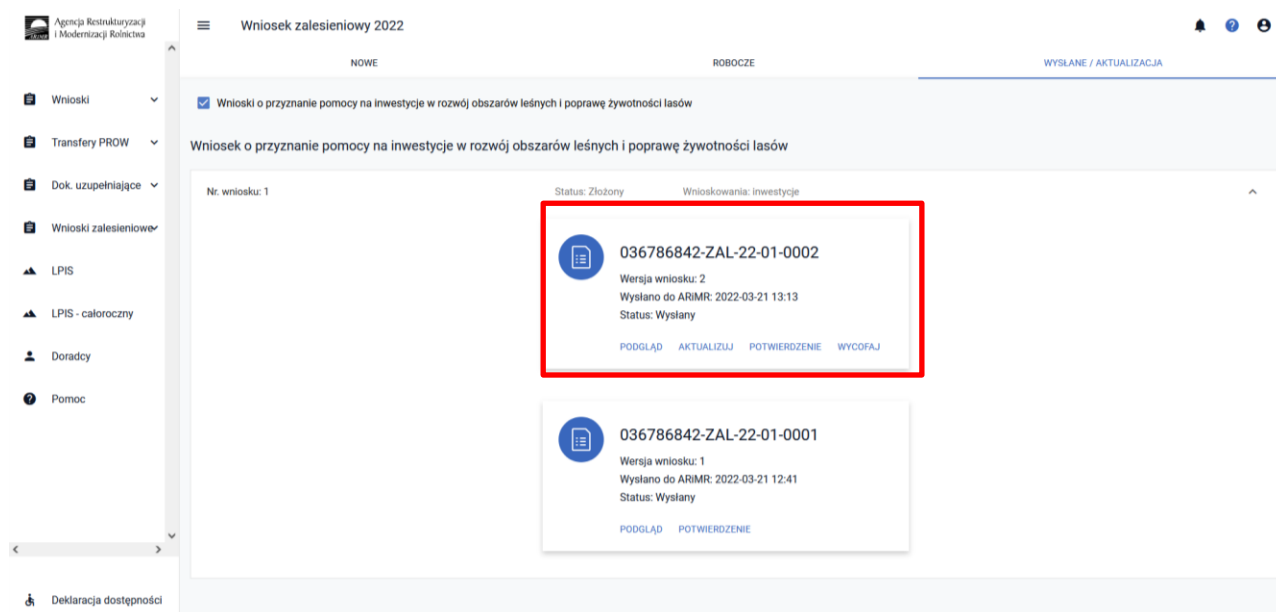 Agencja Restrukturyzacji
i Modernizacji Rolnictwa
Wniosek zalesieniowy 2022
NOWE
ROBOCZE
WYSŁANE / AKTUALIZACJA
Wnioski
Transfery PROW
Dok. uzupełniające
Wnioski zalesieniowe
LPIS
LPIS - całoroczny
Doradcy
Pomoc
Deklaracja dostępności
Wnioski o przyznanie pomocy na inwestycje w rozwój obszarów leśnych i poprawę żywotności lasów
Wniosek o przyznanie pomocy na inwestycje w rozwój obszarów leśnych i poprawę żywotności lasów
Nr. wniosku: 1 Status: Złożony Wnioskowania: inwestycje
036786842-ZAL-22-01-0002
Wersja wniosku: 2
Wysłano do ARiMR: 2022-03-21 13:13
Status: Wysłany
PODGLĄD AKTUALIZUJ POTWIERDZENIE WYCOFAJ
036786842-ZAL-22-01-0001
Wersja wniosku: 1
Wysłano do ARiMR: 2022-03-21 12:41
Status: Wysłany
PODGLĄD POTWIERDZENIE